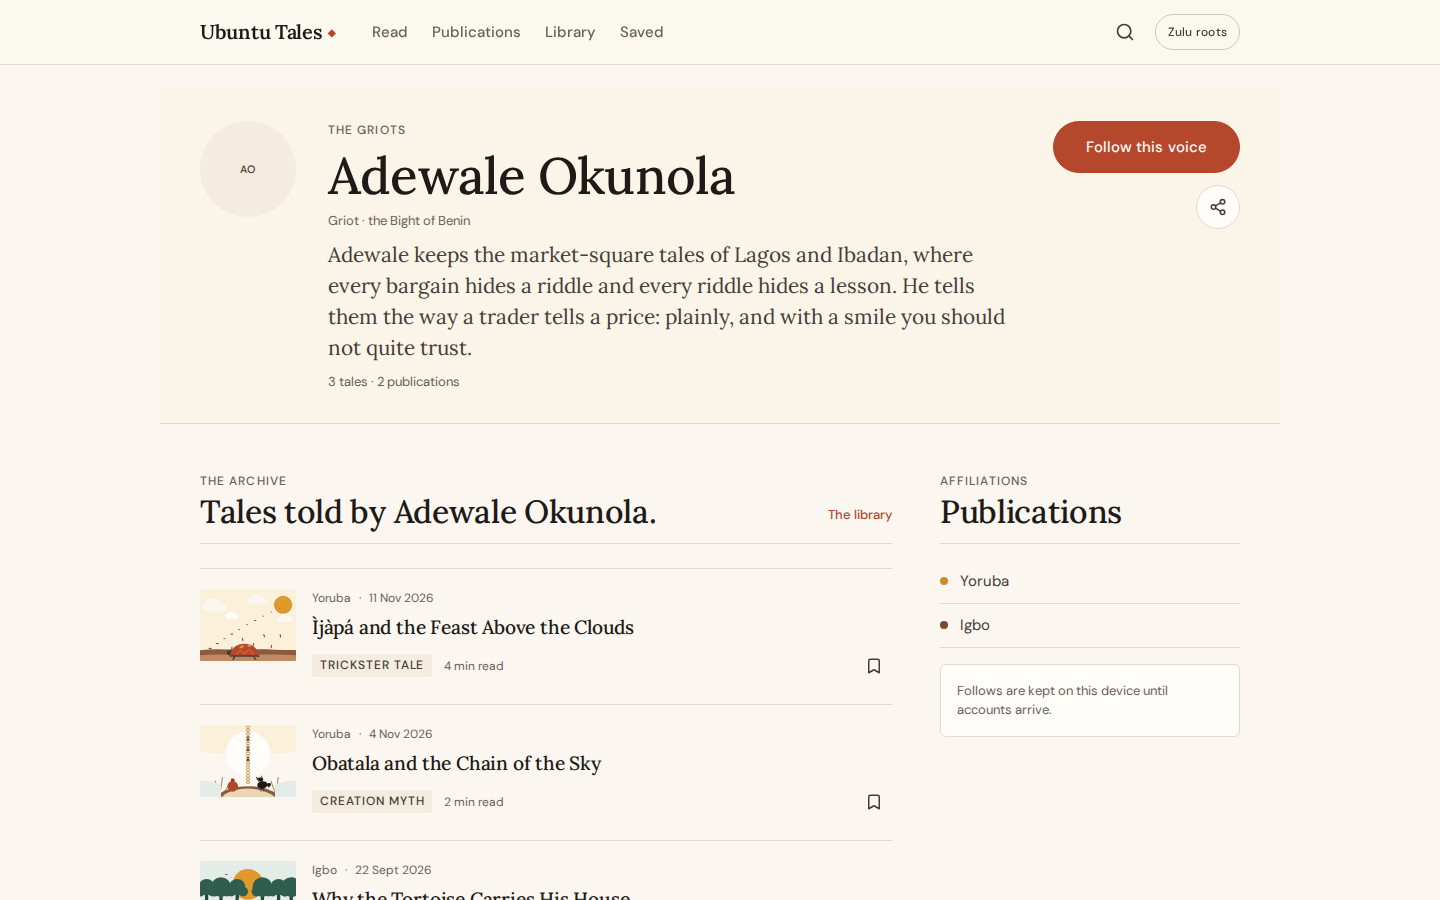 Ubuntu Tales
Read
Publications
Library
Saved
Zulu roots
AO
THE GRIOTS
Adewale Okunola
Griot · the Bight of Benin
Adewale keeps the market-square tales of Lagos and Ibadan, where
every bargain hides a riddle and every riddle hides a lesson. He tells
them the way a trader tells a price: plainly, and with a smile you should
not quite trust.
3 tales · 2 publications
Follow this voice
THE ARCHIVE
Tales told by Adewale Okunola.
The library
Yoruba · 11 Nov 2026
Ìjàpá and the Feast Above the Clouds
TRICKSTER TALE
4 min read
Yoruba · 4 Nov 2026
Obatala and the Chain of the Sky
CREATION MYTH
2 min read
Igbo · 22 Sept 2026
Why the Tortoise Carries His House
AFFILIATIONS
Publications
Yoruba
Igbo
Follows are kept on this device until
accounts arrive.